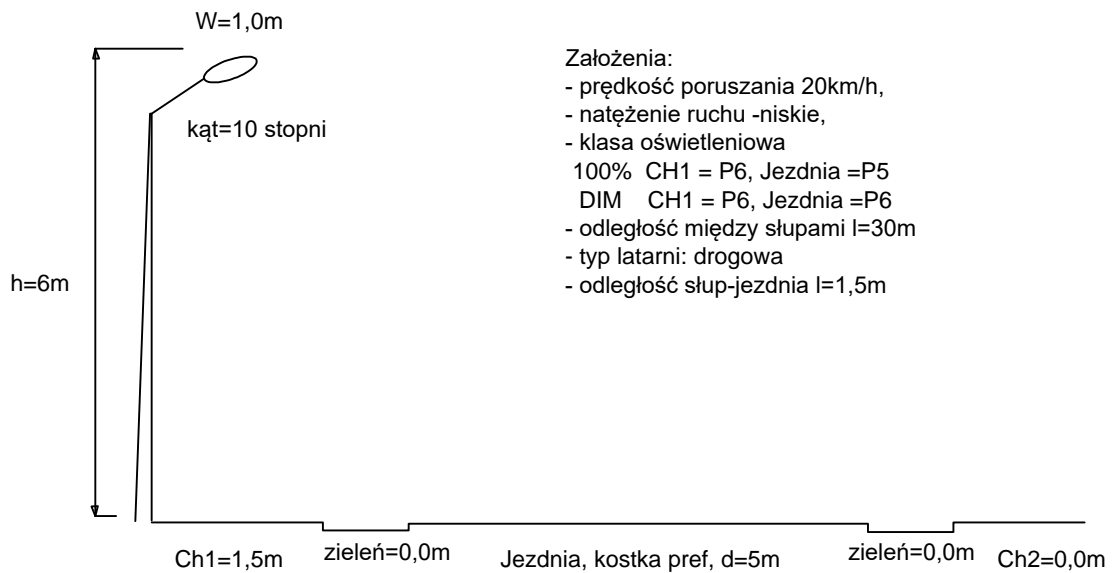 W=1,0m
kąt=10 stopni
h=6m
Założenia:
- prędkość poruszania 20km/h,
- natężenie ruchu -niskie,
- klasa oświetleniowa
100% CH1 = P6, Jezdnia =P5
DIM CH1 = P6, Jezdnia =P6
- odległość między słupami l=30m
- typ latarni: drogowa
- odległość słup-jezdnia l=1,5m
Ch1=1,5m
zieleń=0,0m
Jezdnia, kostka pref, d=5m
zieleń=0,0m
Ch2=0,0m